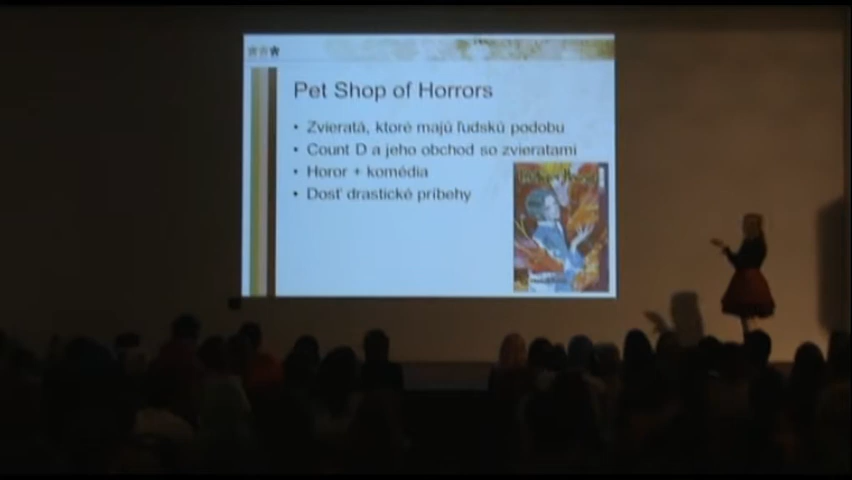 Pet Shop of Horrors
• Zvieratá, ktoré majú ľudskú podobu
• Count D a jeho obchod so zvieratami
• Horor + komédia
• Dosť drastické príbehy